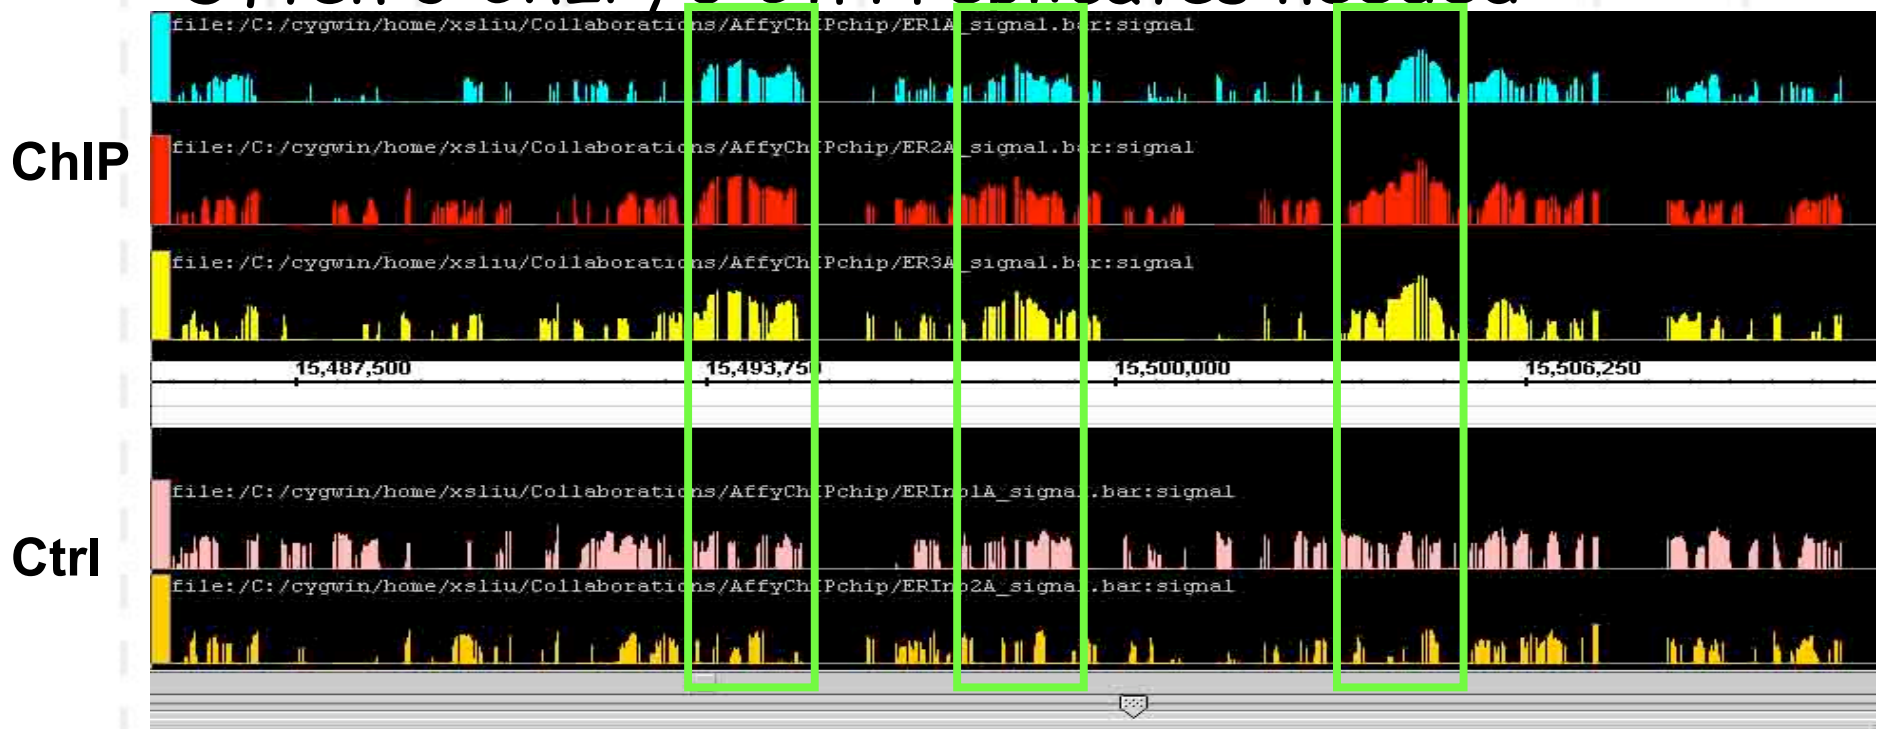 file:/C:/cygwin/home/xsliu/Collaborations/AffyChIPchip/ER1A_signal.bar:signal
ChIP
file:/C:/cygwin/home/xsliu/Collaborations/AffyChIPchip/ER2A_signal.bar:signal
file:/C:/cygwin/home/xsliu/Collaborations/AffyChIPchip/ER3A_signal.bar:signal
15,487,500 15,493,750 15,500,000 15,506,250
file:/C:/cygwin/home/xsliu/Collaborations/AffyChIPchip/ERInp1A_signal.bar:signal
Ctrl
file:/C:/cygwin/home/xsliu/Collaborations/AffyChIPchip/ERInp2A_signal.bar:signal